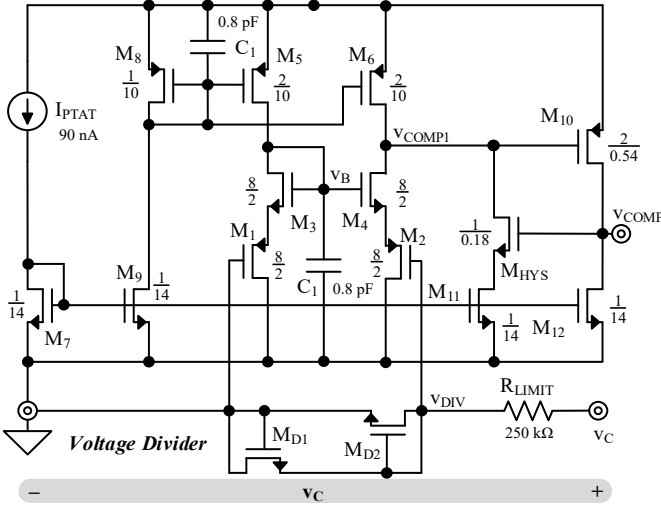 0.8 pF
C1
M8
1/10
M5
2/10
M6
2/10
IPTAT
90 nA
vCOMP1
M10
2/0.54
vB
8/2
M3
8/2
M4
1/0.18
vCOMP
M1
8/2
8/2
M2
MHYS
M9
1/14
C1
0.8 pF
M11
M12
1/14
M7
1/14
1/14
vDIV
RLIMIT
250 kΩ
vC
Voltage Divider
MD1
MD2
– vC +